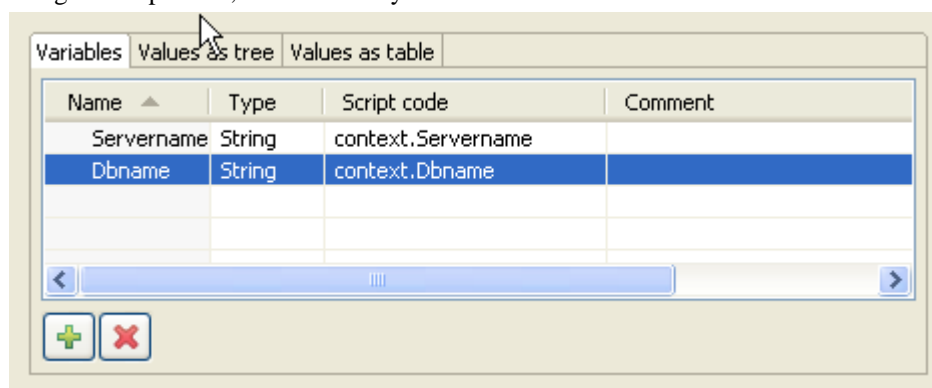 Variables Values as tree Values as table
Name Type Script code Comment
Servername String context.Servername
Dbname String context.Dbname